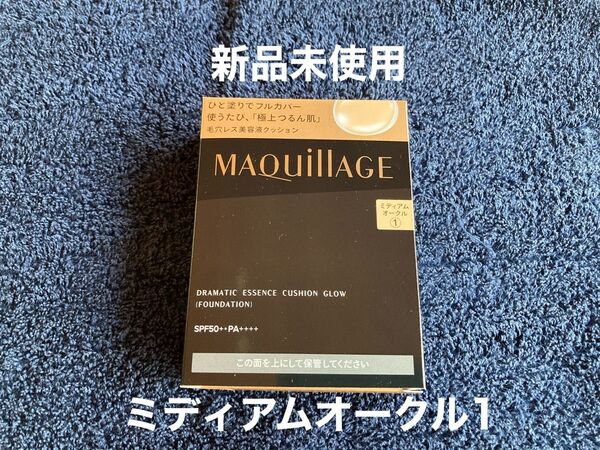 新品未使用
ひと塗りでフルカバー
使うたび、「極上つるん肌」
毛穴レス美容液クッション
MAQuillAGE
ミディアム
オークル
①
DRAMATIC ESSENCE CUSHION GLOW
(FOUNDATION)
SPF50+・PA++++
この面を上にして保管してください
ミディアムオークル1